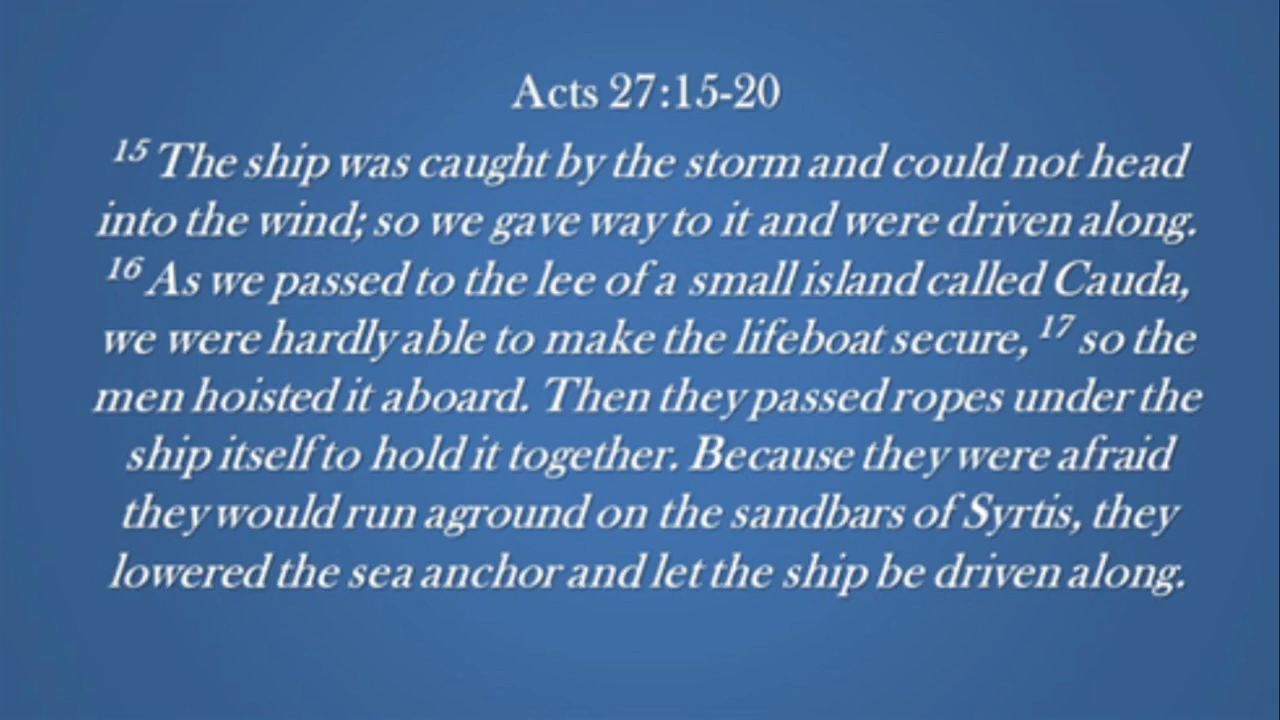 Acts 27:15-20
15 The ship was caught by the storm and could not head
into the wind; so we gave way to it and were driven along.
16 As we passed to the lee of a small island called Cauda,
we were hardly able to make the lifeboat secure, 17 so the
men hoisted it aboard. Then they passed ropes under the
ship itself to hold it together. Because they were afraid
they would run aground on the sandbars of Syrtis, they
lowered the sea anchor and let the ship be driven along.